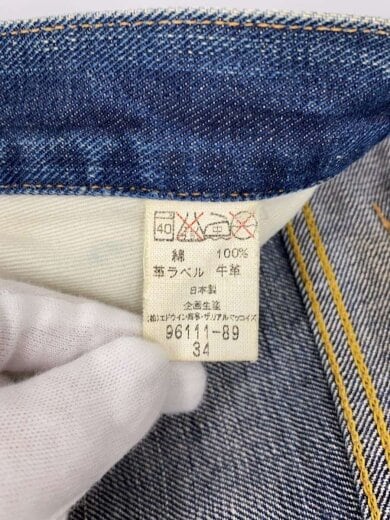 40 中
綿 100%
革ラベル 牛革
日本製
企画生産
(株)エドウイン商事・ザ・リアルマッコイズ
96111-89
34